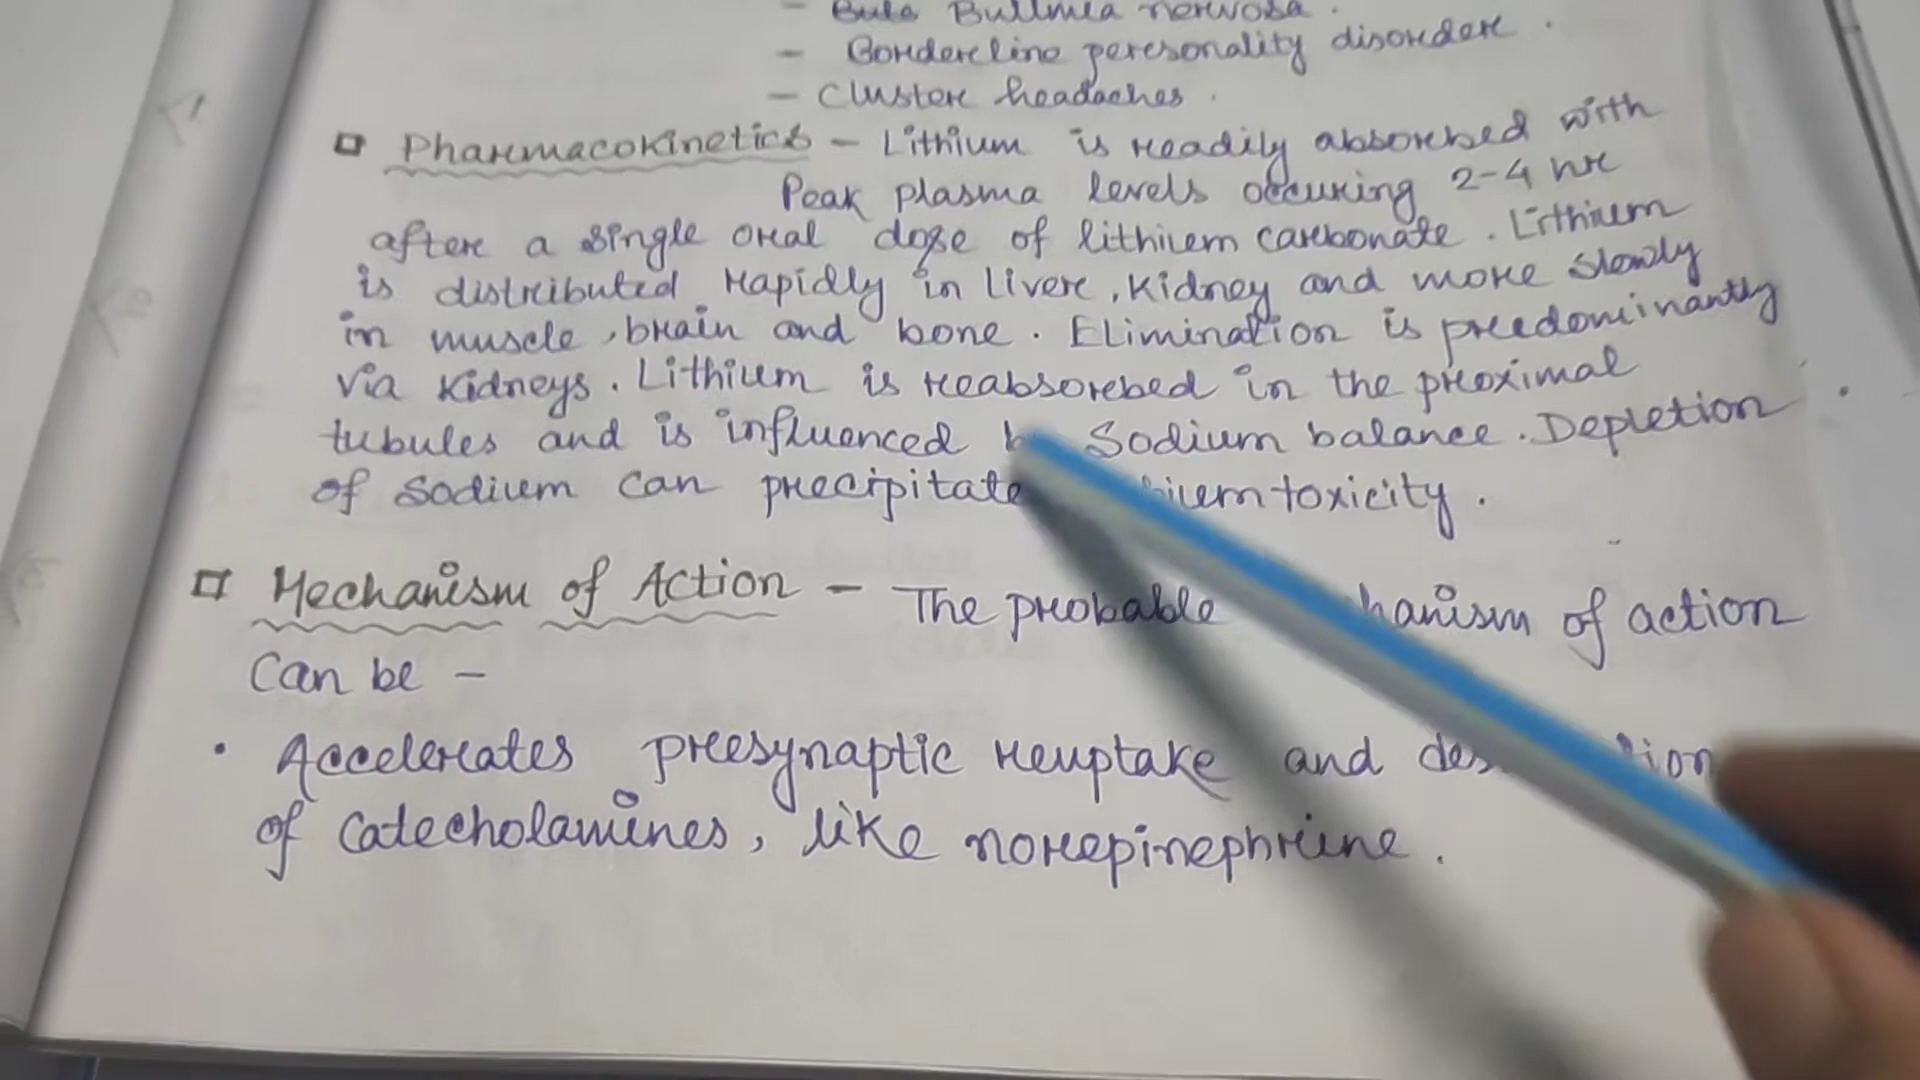 - Bula Bullmia nervosa.
- Borderline personality disorder.
- Cluster headaches.
Pharmacokinetics - Lithium is readily absorbed with
Peak plasma levels occuring 2-4 hr
after a single oral dose of lithium carbonate. Lithium
is distributed rapidly in liver, kidney and more slowly
in muscle, brain and bone. Elimination is predominantly
via kidneys. Lithium is reabsorbed in the proximal
tubules and is influenced Sodium balance. Depletion
of Sodium can precipitate toxicity.
Mechanism of Action - The probable of action
Can be -
• Accelerates presynaptic reuptake and
of catecholamines, like norepinephrine.